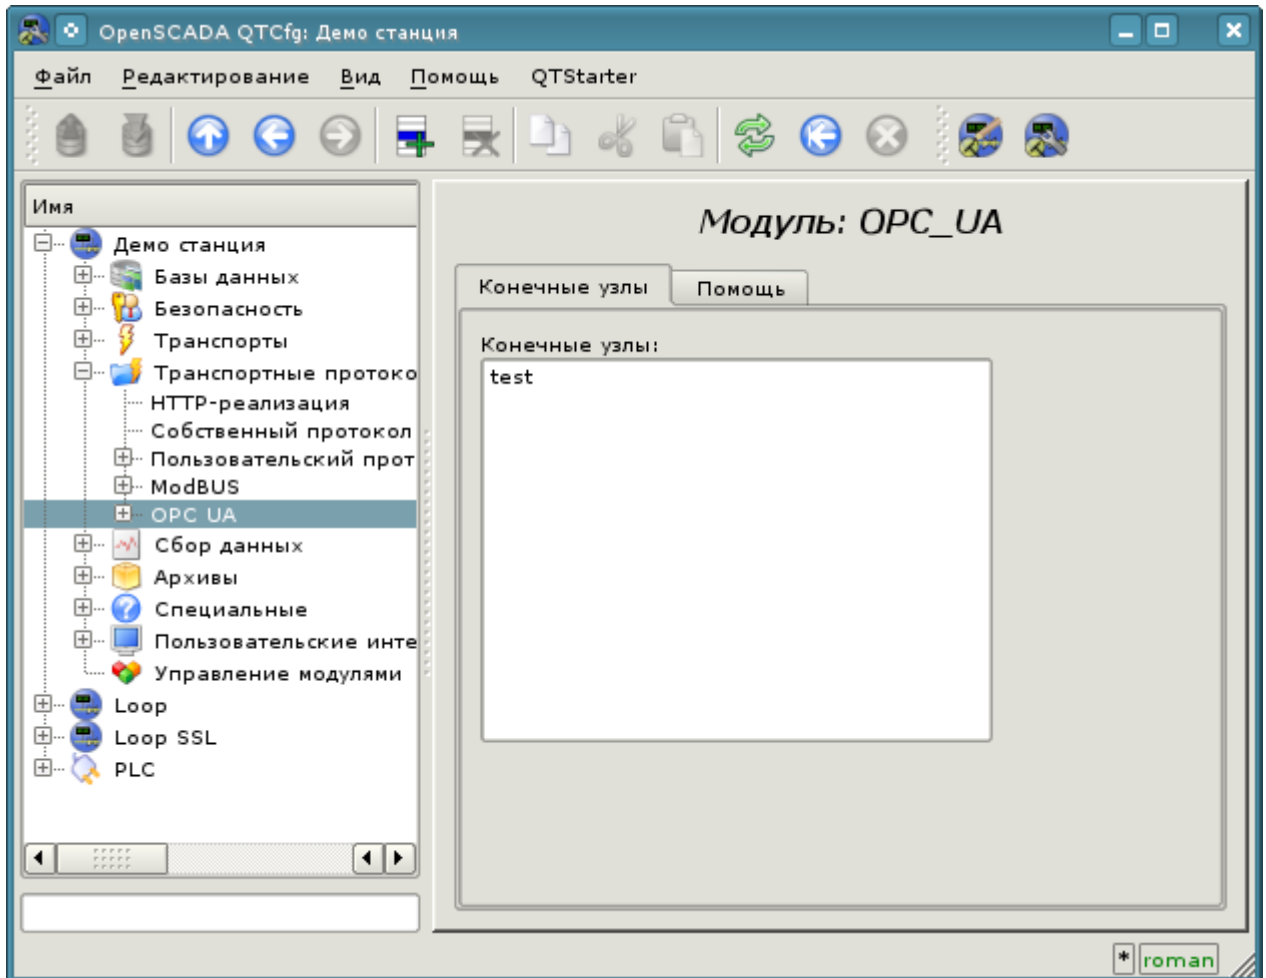 OpenSCADA QTCfg: Демо станция
Файл Редактирование Вид Помощь QTStarter
Имя
Демо станция
Базы данных
Безопасность
Транспорты
Транспортные протоко
HTTP-реализация
Собственный протокол
Пользовательский прот
ModBUS
OPC UA
Сбор данных
Архивы
Специальные
Пользовательские инте
Управление модулями
Loop
Loop SSL
PLC
Модуль: OPC_UA
Конечные узлы Помощь
Конечные узлы:
test
* roman